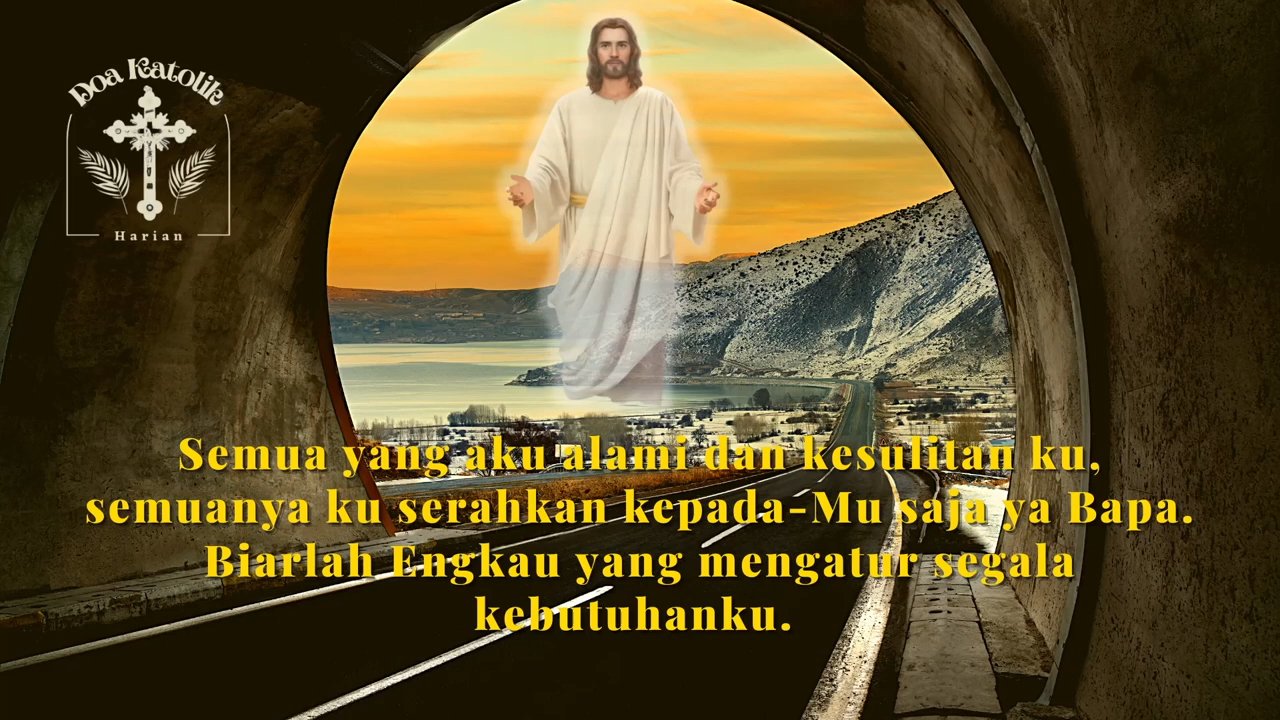 Doa Katolik
Harian
Semua yang aku alami dan kesulitan ku,
semuanya ku serahkan kepada-Mu saja ya Bapa.
Biarlah Engkau yang mengatur segala
kebutuhanku.